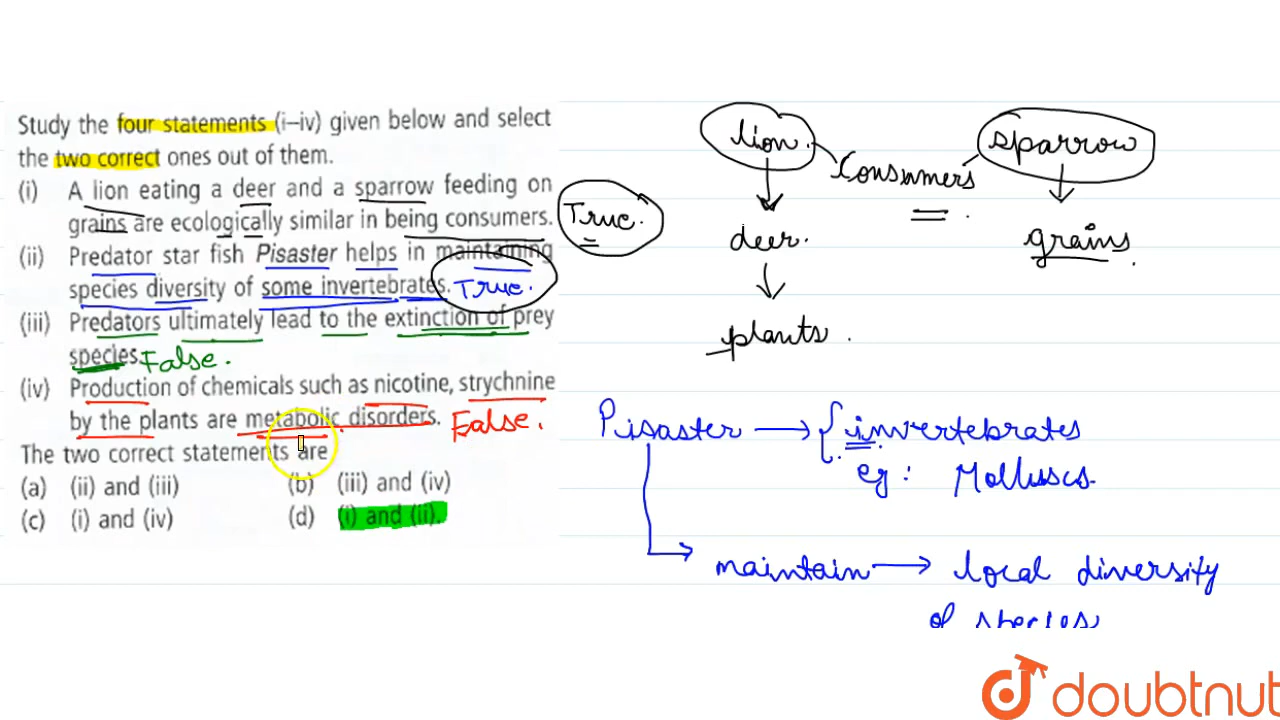 Study the four statements (i–iv) given below and select
the two correct ones out of them.
(i) A lion eating a deer and a sparrow feeding on
grains are ecologically similar in being consumers. True.
(ii) Predator star fish Pisaster helps in maintaining
species diversity of some invertebrates. True.
(iii) Predators ultimately lead to the extinction of prey
species. False.
(iv) Production of chemicals such as nicotine, strychnine
by the plants are metabolic disorders. False.
The two correct statements are
(a) (ii) and (iii) (b) (iii) and (iv)
(c) (i) and (iv) (d) (i) and (ii).
lion. Consumers sparrow
deer. grains.
plants.
Pisaster → invertebrates
eg: Molluscs.
maintain → local diversity
of species
doubtnut